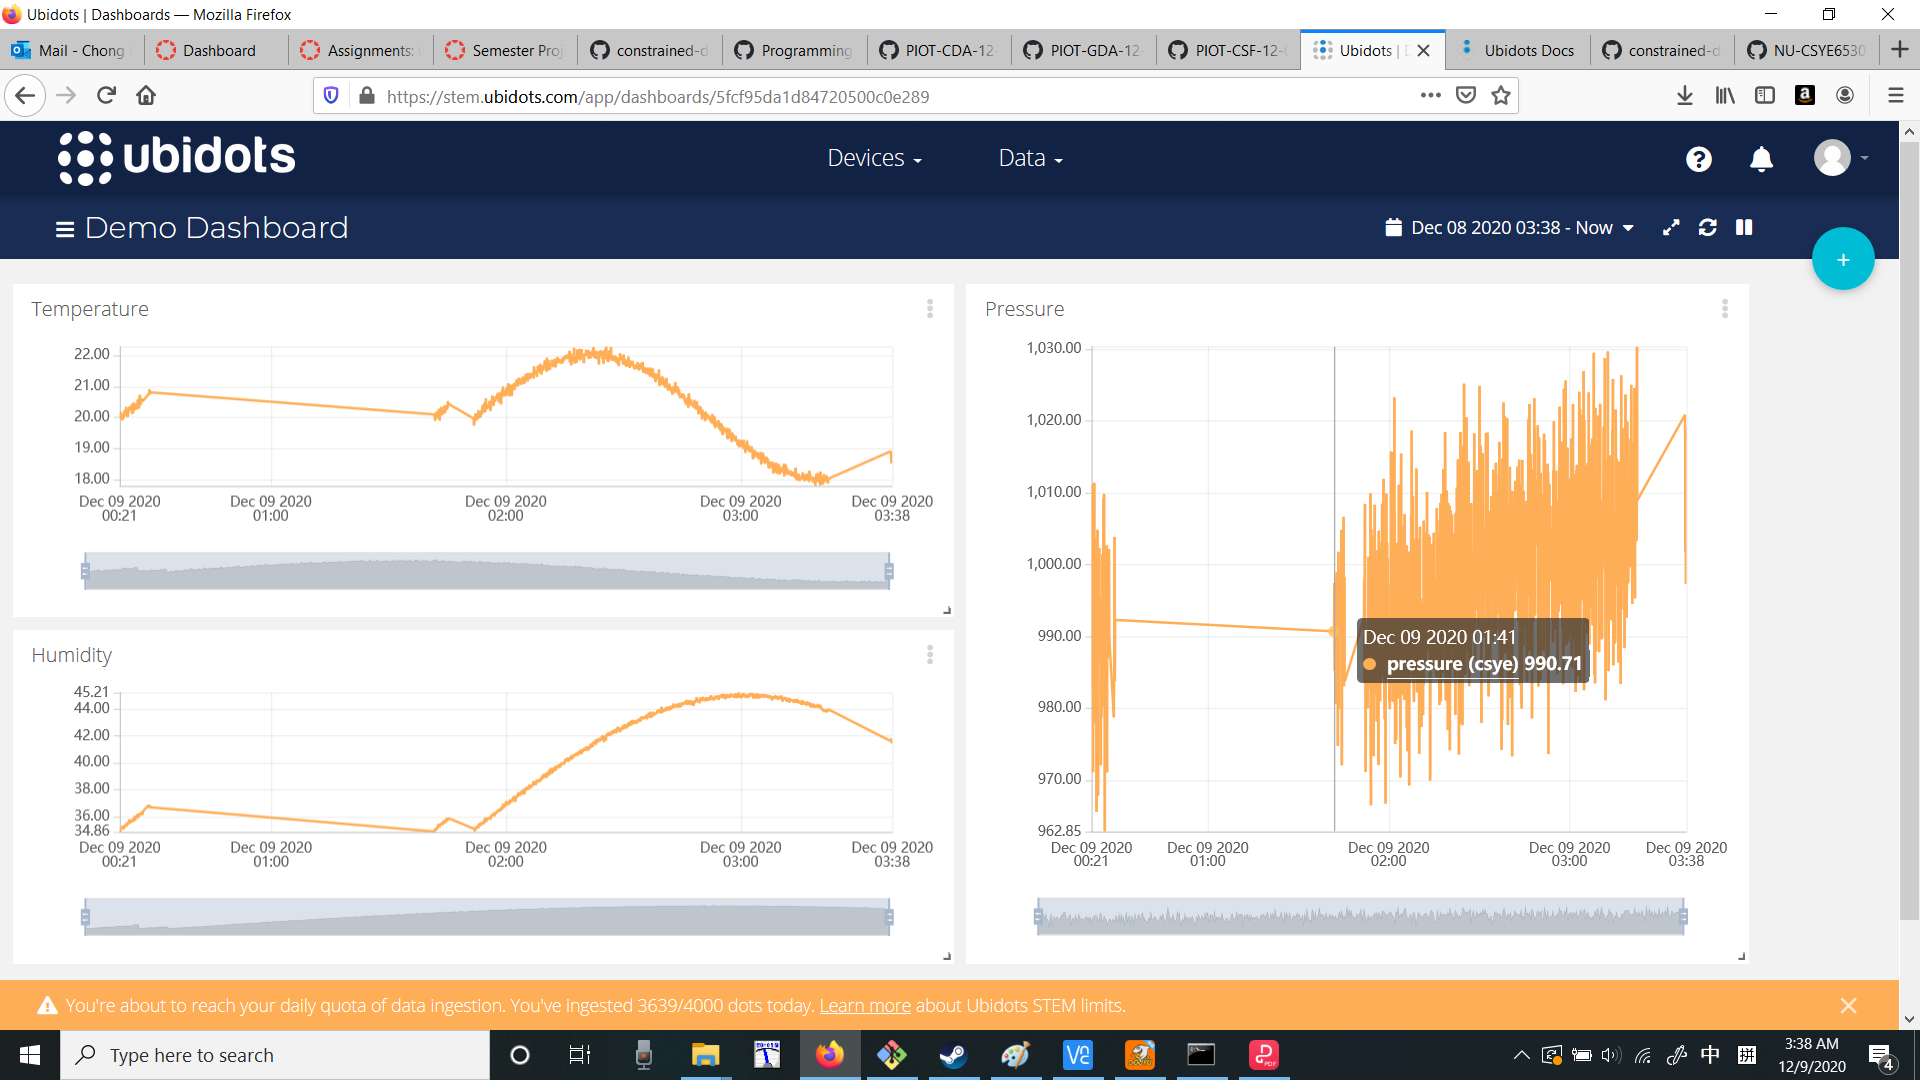 Ubidots | Dashboards — Mozilla Firefox
Mail - Chong
Dashboard
Assignments:
Semester Pro
constrained-d
Programming
PIOT-CDA-12-
PIOT-GDA-12-
PIOT-CSF-12-
Ubidots |
Ubidots Docs
constrained-d
NU-CSYE6530
https://stem.ubidots.com/app/dashboards/5fcf95da1d84720500c0e289
ubidots
Devices
Data
Demo Dashboard
Dec 08 2020 03:38 - Now
+
Temperature
22.00
21.00
20.00
19.00
18.00
Dec 09 2020 00:21
Dec 09 2020 01:00
Dec 09 2020 02:00
Dec 09 2020 03:00
Dec 09 2020 03:38
Humidity
45.21
44.00
42.00
40.00
38.00
36.00
34.86
Dec 09 2020 00:21
Dec 09 2020 01:00
Dec 09 2020 02:00
Dec 09 2020 03:00
Dec 09 2020 03:38
Pressure
1,030.00
1,020.00
1,010.00
1,000.00
990.00
980.00
970.00
962.85
Dec 09 2020 01:41
pressure (csye) 990.71
Dec 09 2020 00:21
Dec 09 2020 01:00
Dec 09 2020 02:00
Dec 09 2020 03:00
Dec 09 2020 03:38
You're about to reach your daily quota of data ingestion. You've ingested 3639/4000 dots today. Learn more about Ubidots STEM limits.
Type here to search
中
拼
3:38 AM
12/9/2020
4